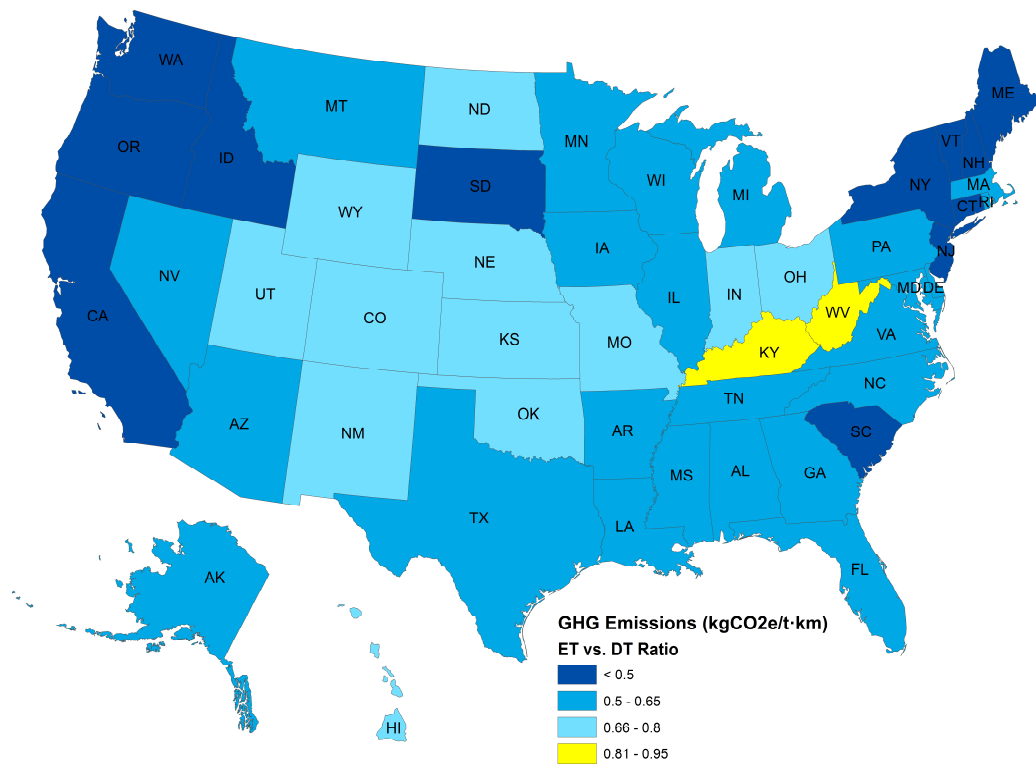 WA
ME
MT
ND
VT
OR
MN
NH
ID
SD
WI
NY
MA
MI
RI
CT
WY
IA
PA
NJ
NE
NV
OH
UT
IN
MD
DE
IL
CA
CO
WV
KS
MO
VA
KY
NC
TN
OK
AZ
NM
AR
SC
MS
AL
GA
TX
LA
FL
AK
HI
GHG Emissions (kgCO2e/t·km)
ET vs. DT Ratio
< 0.5
0.5 - 0.65
0.66 - 0.8
0.81 - 0.95